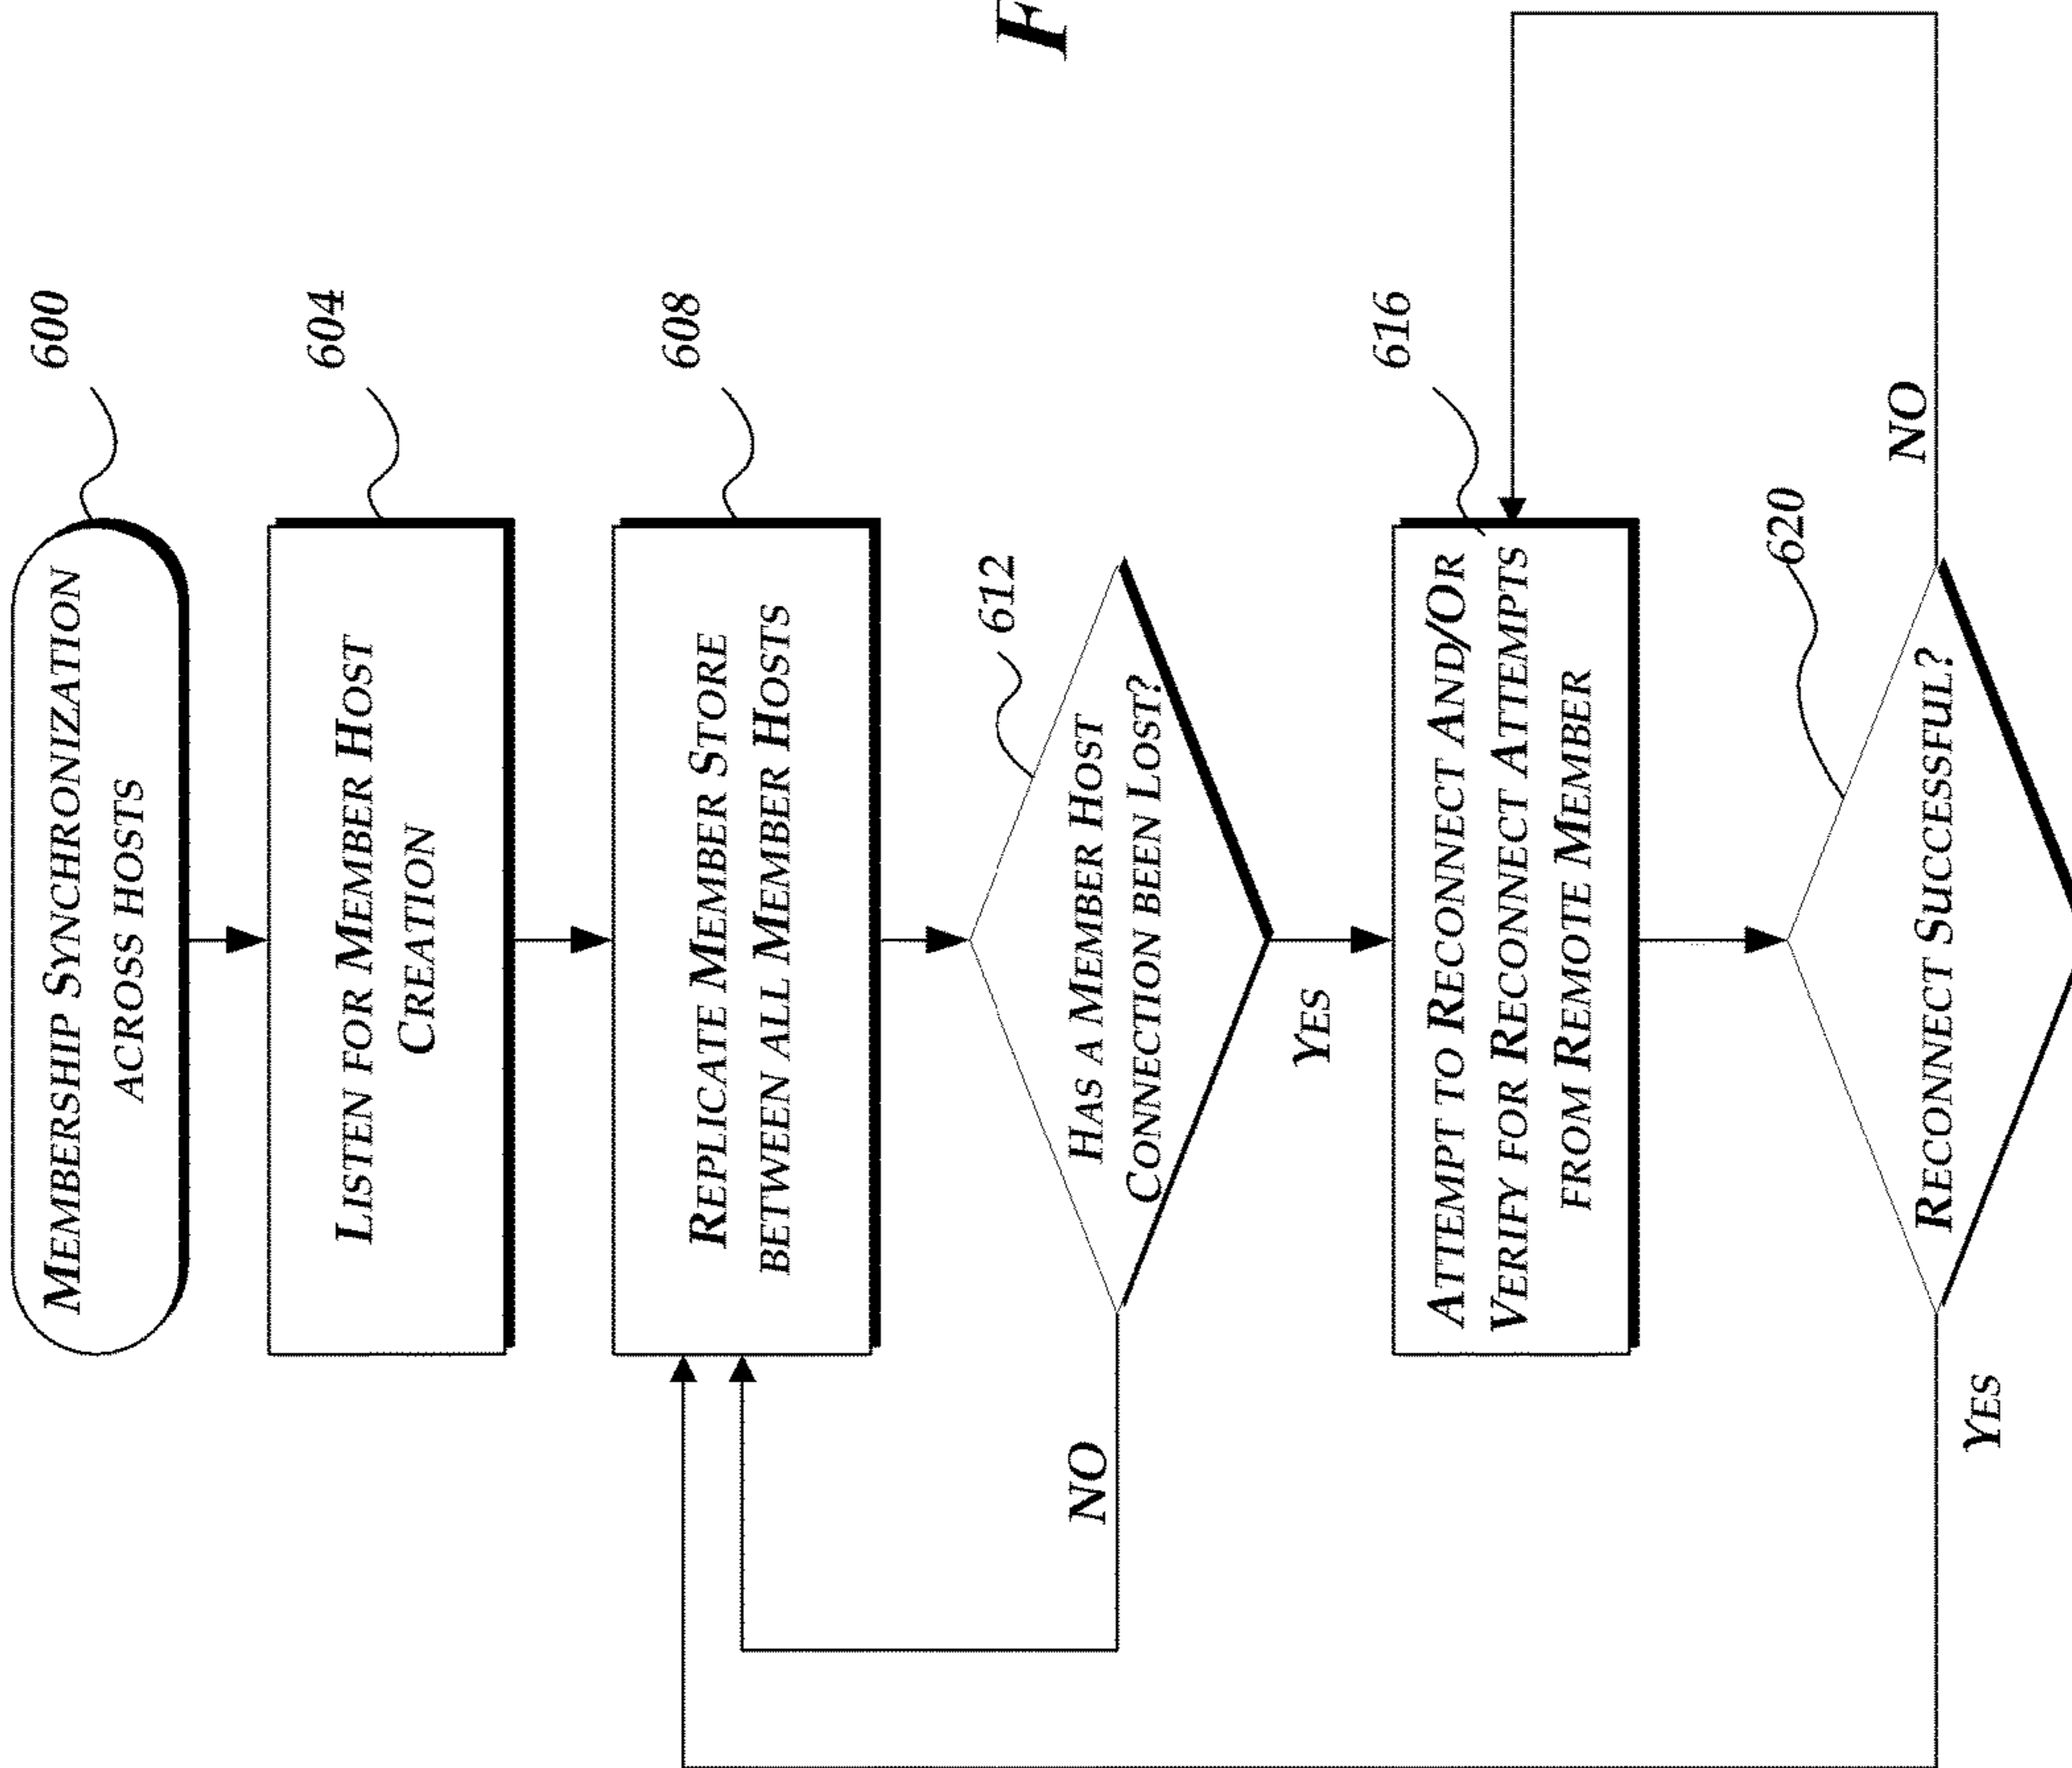 MEMBERSHIP SYNCHRONIZATION
ACROSS HOSTS
600
LISTEN FOR MEMBER HOST
CREATION
604
REPLICATE MEMBER STORE
BETWEEN ALL MEMBER HOSTS
608
HAS A MEMBER HOST
CONNECTION BEEN LOST?
612
NO
YES
ATTEMPT TO RECONNECT AND/OR
VERIFY FOR RECONNECT ATTEMPTS
FROM REMOTE MEMBER
616
RECONNECT SUCCESSFUL?
620
NO
YES
F